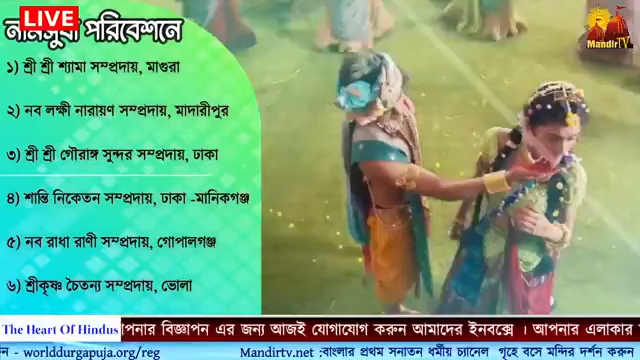 LIVE
নামসুধা পরিবেশনে
MandirTV
১) শ্রী শ্রী শ্যামা সম্প্রদায়, মাগুরা
২) নব লক্ষী নারায়ণ সম্প্রদায়, মাদারীপুর
৩) শ্রী শ্রী গৌরাঙ্গ সুন্দর সম্প্রদায়, ঢাকা
৪) শান্তি নিকেতন সম্প্রদায়, ঢাকা -মানিকগঞ্জ
৫) নব রাধা রাণী সম্প্রদায়, গোপালগঞ্জ
৬) শ্রীকৃষ্ণ চৈতন্য সম্প্রদায়, ভোলা
The Heart Of Hindus পনার বিজ্ঞাপন এর জন্য আজই যোগাযোগ করুন আমাদের ইনবক্সে । আপনার এলাকার
- worlddurgapuja.org/reg Mandirtv.net :বাংলার প্রথম সনাতন ধর্মীয় চ্যানেল গৃহে বসে মন্দির দর্শন করুন